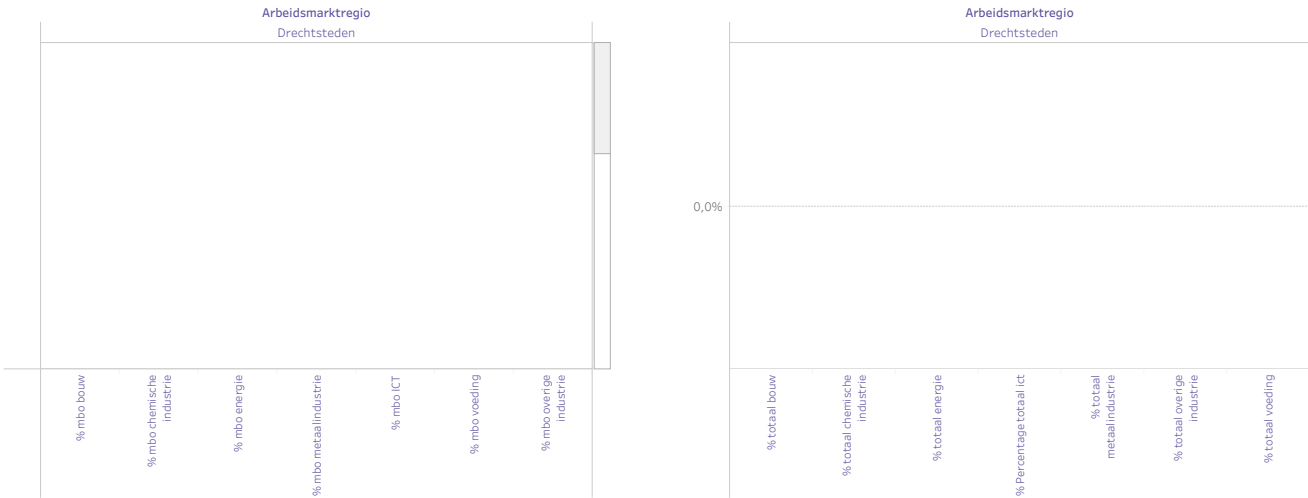 Arbeidsmarktregio
Drechtsteden
% mbo bouw
% mbo chemische
industrie
% mbo energie
% mbo metaalindustrie
% mbo ICT
% mbo voeding
% mbo overige
industrie
Arbeidsmarktregio
Drechtsteden
0,0%
% totaal bouw
% totaal chemische
industrie
% totaal energie
% Percentage totaal ict
% totaal
metaalindustrie
% totaal overige
industrie
% totaal voeding